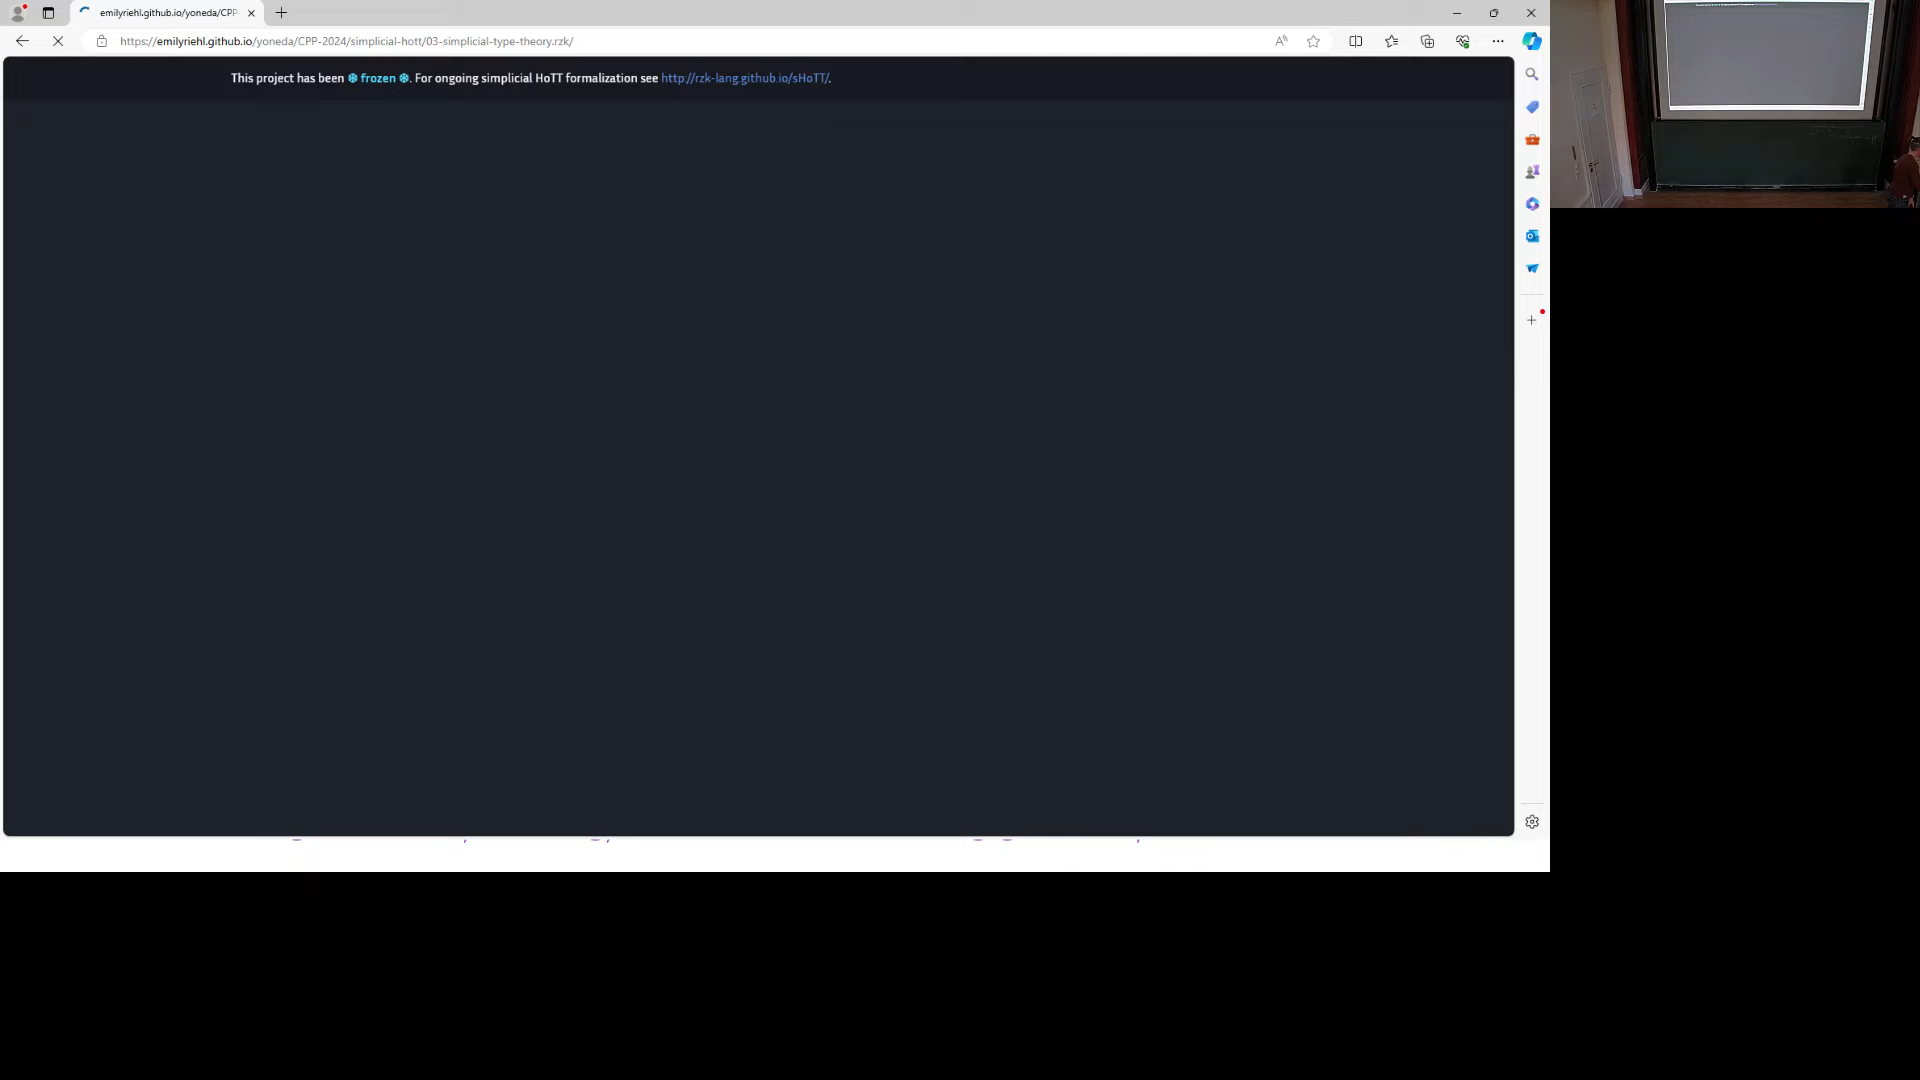 emilyriehl.github.io/yoneda/CPP-
https://emilyriehl.github.io/yoneda/CPP-2024/simplicial-hott/03-simplicial-type-theory.rzk/
This project has been ❄ frozen ❄. For ongoing simplicial HoTT formalization see http://rzk-lang.github.io/sHoTT/.